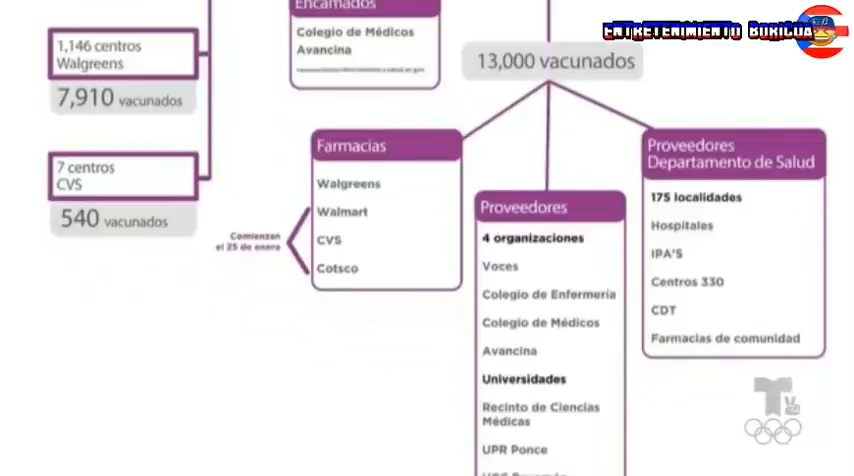 ENTRETENIMIENTO BORICUA
Encamados
Colegio de Médicos
Avancina
1,146 centros
Walgreens
7,910 vacunados
13,000 vacunados
7 centros
CVS
540 vacunados
Farmacias
Walgreens
Walmart
CVS
Cotsco
Comienzan
el 25 de enero
Proveedores
4 organizaciones
Voces
Colegio de Enfermería
Colegio de Médicos
Avancina
Universidades
Recinto de Ciencias
Médicas
UPR Ponce
Proveedores
Departamento de Salud
175 localidades
Hospitales
IPA'S
Centros 330
CDT
Farmacias de comunidad